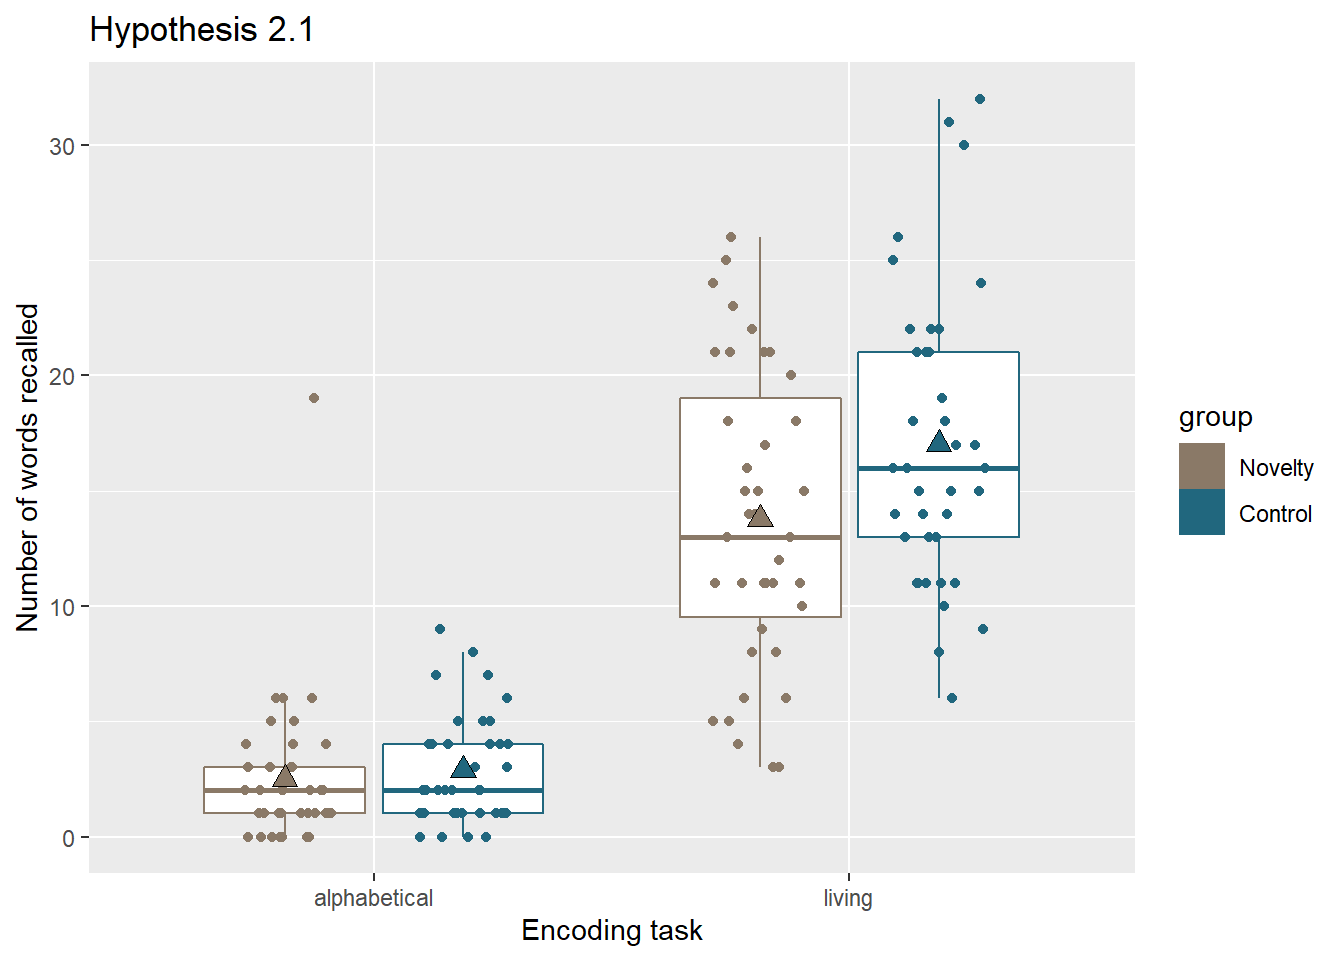 Hypothesis 2.1
Number of words recalled
30
20
10
0
alphabetical
living
Encoding task
group
Novelty
Control